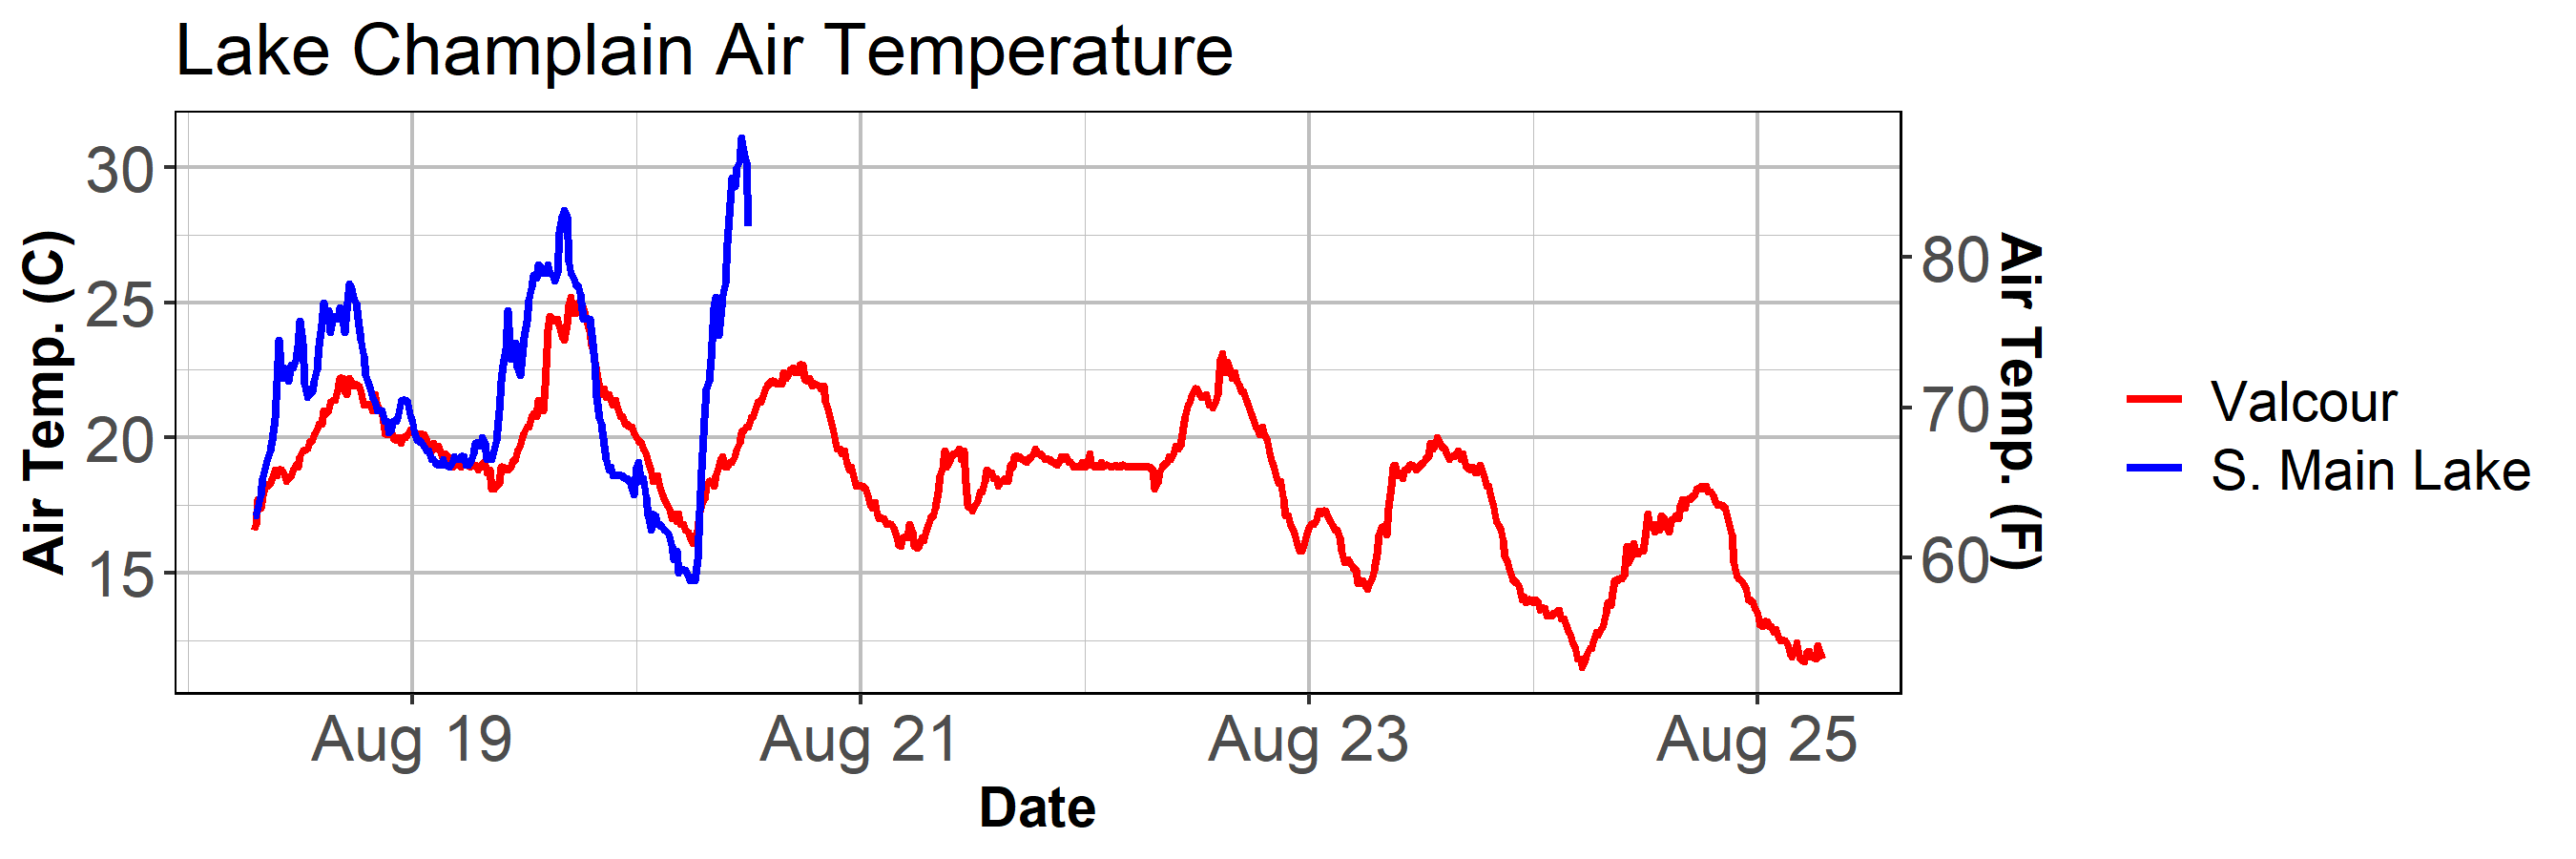 Lake Champlain Air Temperature
Air Temp. (C)
30
25
20
15
80
70
60
Air Temp. (F)
Valcour
S. Main Lake
Aug 19
Aug 21
Aug 23
Aug 25
Date